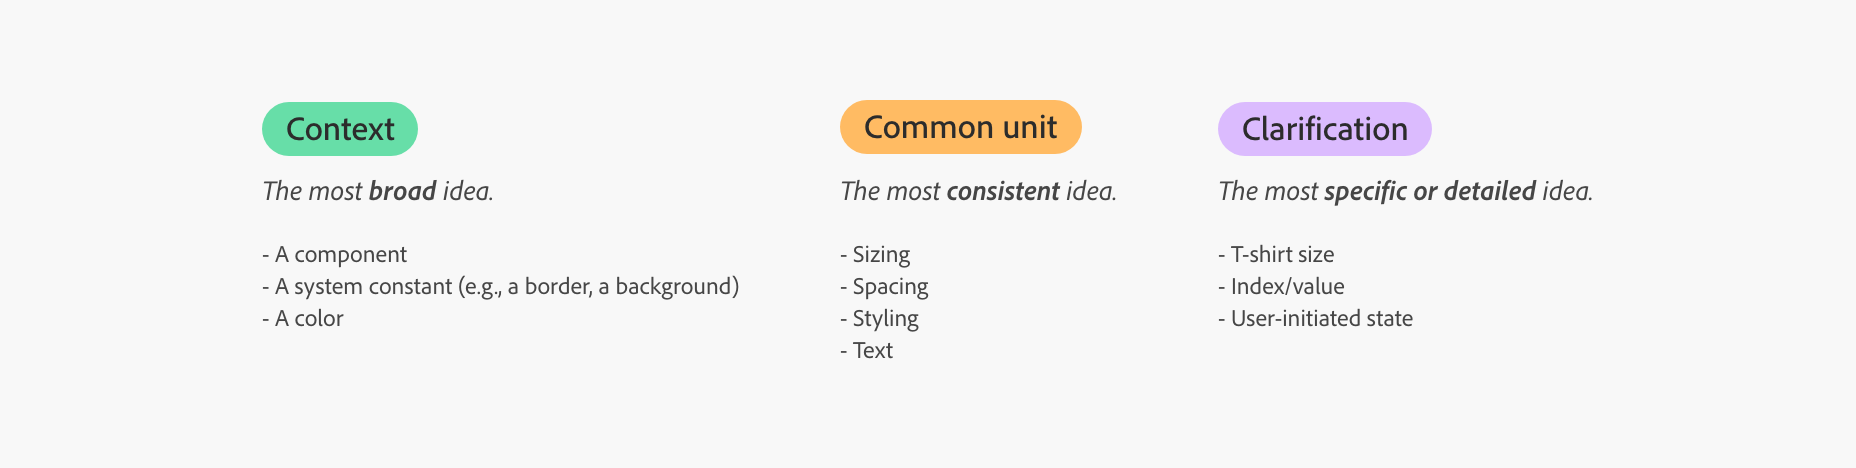 Context
The most broad idea.
- A component
- A system constant (e.g., a border, a background)
- A color
Common unit
The most consistent idea.
- Sizing
- Spacing
- Styling
- Text
Clarification
The most specific or detailed idea.
- T-shirt size
- Index/value
- User-initiated state